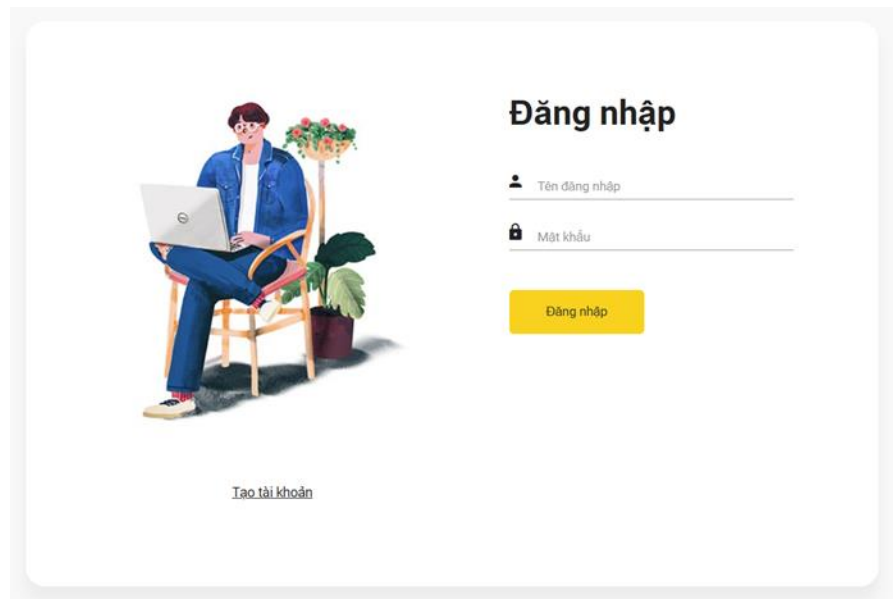 Đăng nhập
Tên đăng nhập
Mật khẩu
Đăng nhập
Tạo tài khoản